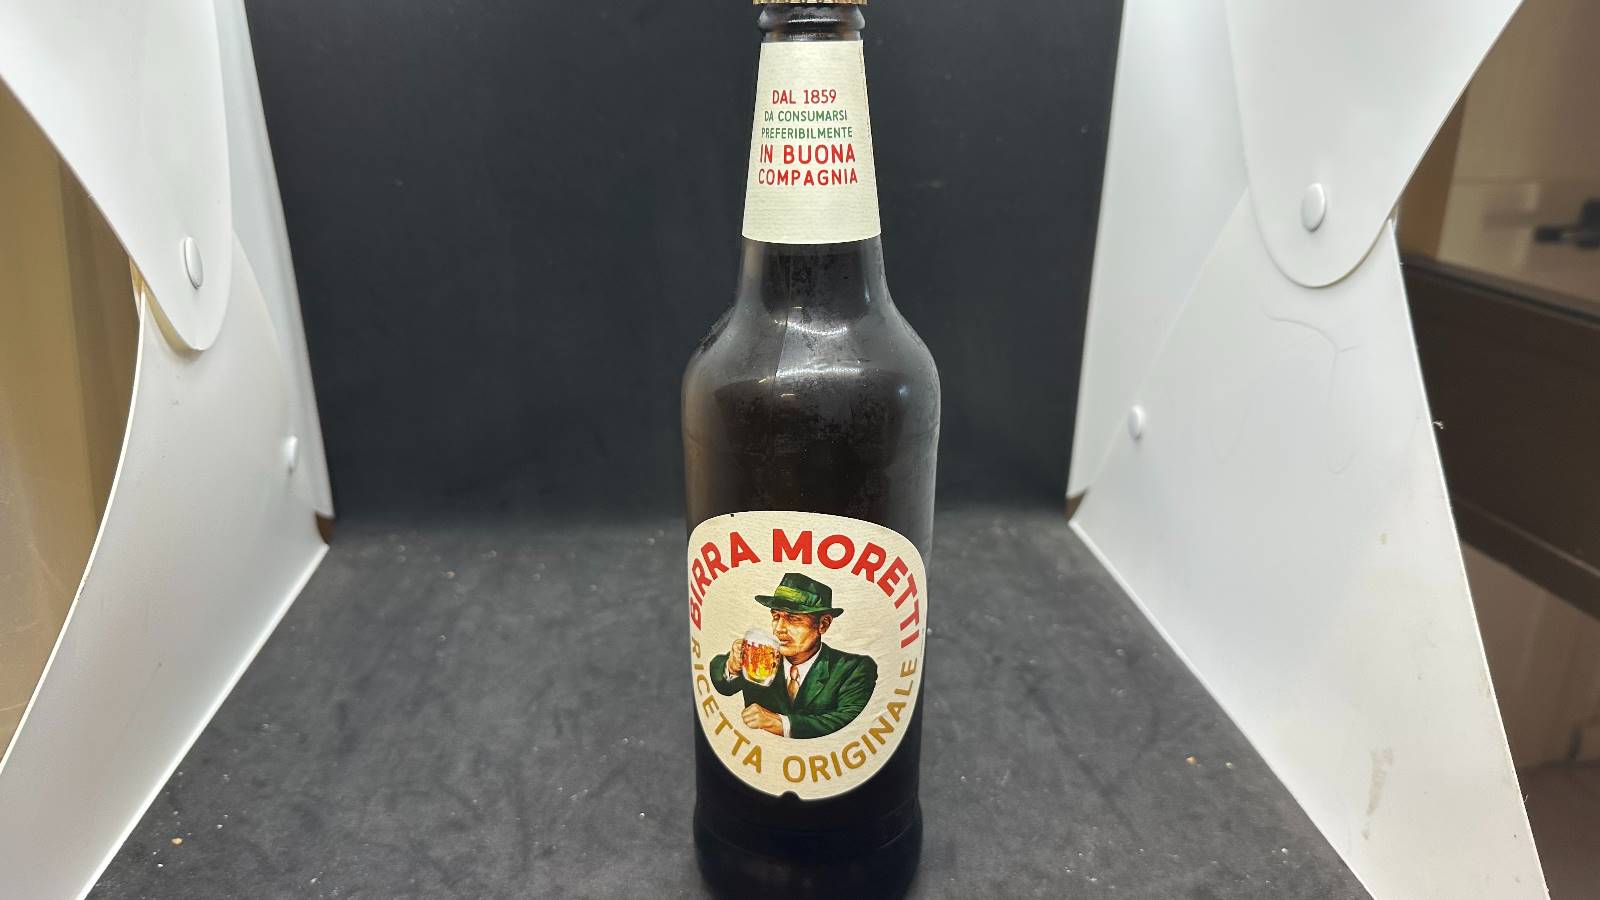 DAL 1859
DA CONSUMARSI
PREFERIBILMENTE
IN BUONA
COMPAGNIA
BIRRA MORETTI
RICETTA ORIGINALE